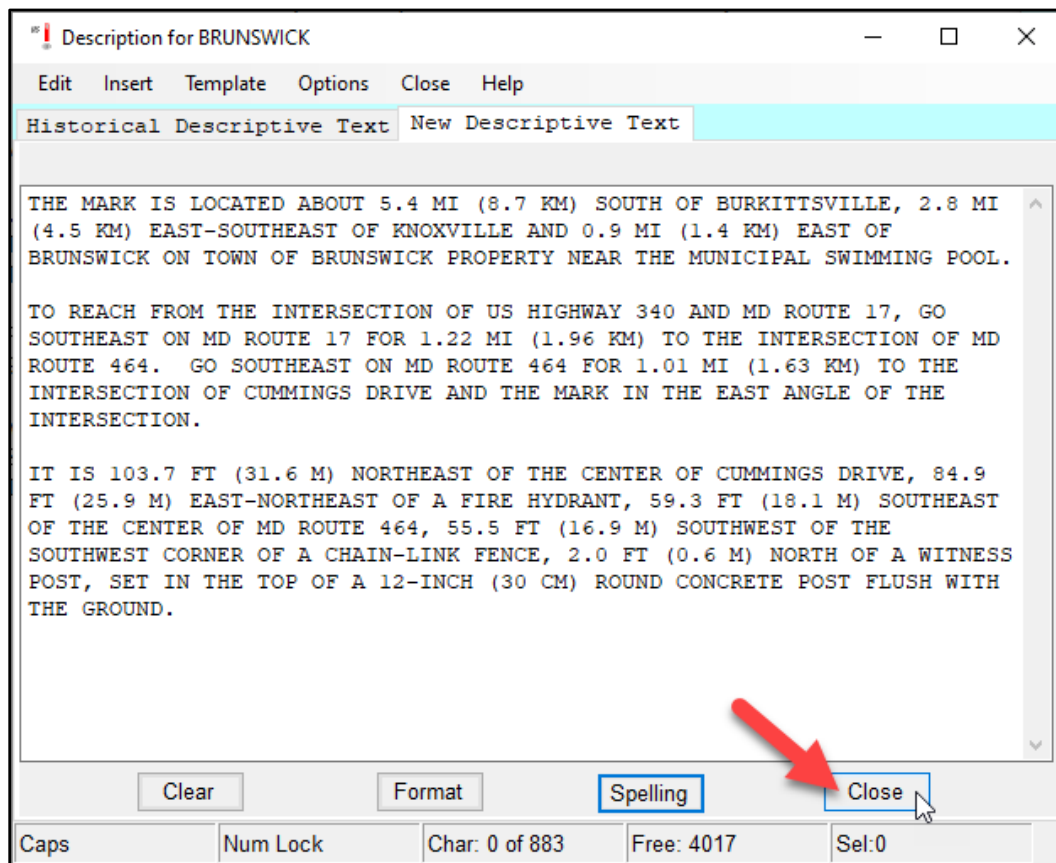 Description for BRUNSWICK
Edit Insert Template Options Close Help
Historical Descriptive Text New Descriptive Text
THE MARK IS LOCATED ABOUT 5.4 MI (8.7 KM) SOUTH OF BURKITTSVILLE, 2.8 MI
(4.5 KM) EAST-SOUTHEAST OF KNOXVILLE AND 0.9 MI (1.4 KM) EAST OF
BRUNSWICK ON TOWN OF BRUNSWICK PROPERTY NEAR THE MUNICIPAL SWIMMING POOL.
TO REACH FROM THE INTERSECTION OF US HIGHWAY 340 AND MD ROUTE 17, GO
SOUTHEAST ON MD ROUTE 17 FOR 1.22 MI (1.96 KM) TO THE INTERSECTION OF MD
ROUTE 464.  GO SOUTHEAST ON MD ROUTE 464 FOR 1.01 MI (1.63 KM) TO THE
INTERSECTION OF CUMMINGS DRIVE AND THE MARK IN THE EAST ANGLE OF THE
INTERSECTION.
IT IS 103.7 FT (31.6 M) NORTHEAST OF THE CENTER OF CUMMINGS DRIVE, 84.9
FT (25.9 M) EAST-NORTHEAST OF A FIRE HYDRANT, 59.3 FT (18.1 M) SOUTHEAST
OF THE CENTER OF MD ROUTE 464, 55.5 FT (16.9 M) SOUTHWEST OF THE
SOUTHWEST CORNER OF A CHAIN-LINK FENCE, 2.0 FT (0.6 M) NORTH OF A WITNESS
POST, SET IN THE TOP OF A 12-INCH (30 CM) ROUND CONCRETE POST FLUSH WITH
THE GROUND.
Clear Format Spelling Close
Caps Num Lock Char: 0 of 883 Free: 4017 Sel:0